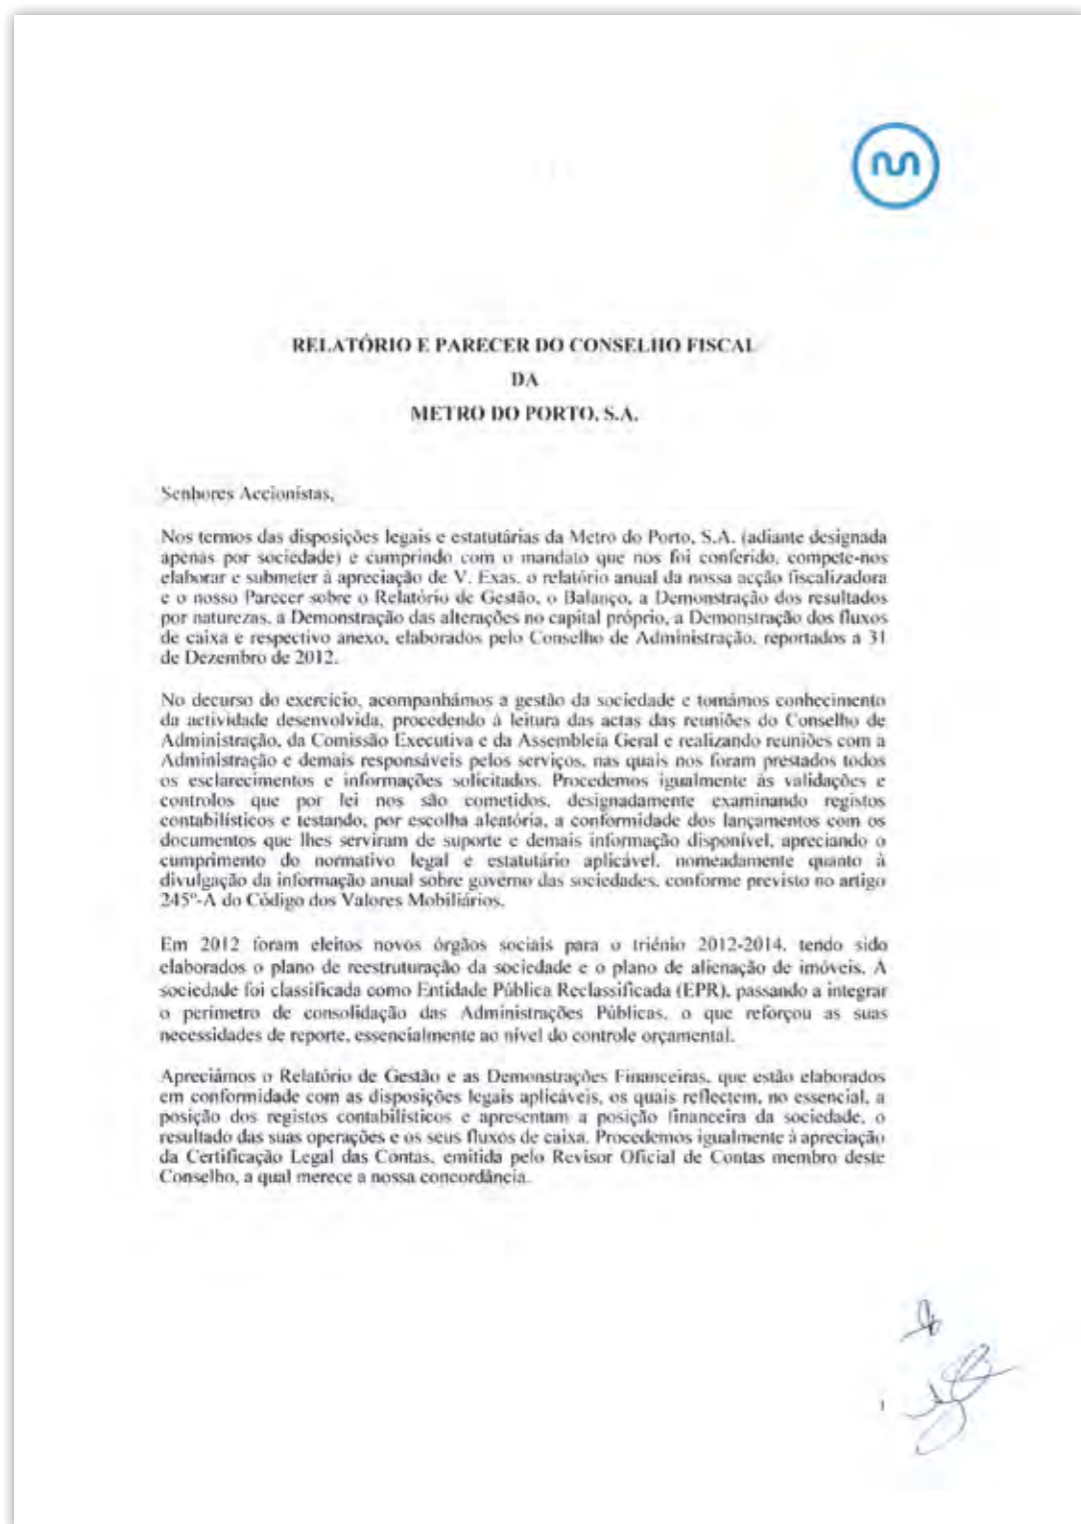 RELATÓRIO E PARECER DO CONSELHO FISCAL
DA
METRO DO PORTO, S.A.
Senhores Accionistas,
Nos termos das disposições legais e estatutárias da Metro do Porto, S.A. (adiante designada
apenas por sociedade) e cumprindo com o mandato que nos foi conferido, compete-nos
elaborar e submeter à apreciação de V. Exas. o relatório anual da nossa acção fiscalizadora
e o nosso Parecer sobre o Relatório de Gestão, o Balanço, a Demonstração dos resultados
por naturezas, a Demonstração das alterações no capital próprio, a Demonstração dos fluxos
de caixa e respectivo anexo, elaborados pelo Conselho de Administração, reportados a 31
de Dezembro de 2012.
No decurso do exercício, acompanhámos a gestão da sociedade e tomámos conhecimento
da actividade desenvolvida, procedendo à leitura das actas das reuniões do Conselho de
Administração, da Comissão Executiva e da Assembleia Geral e realizando reuniões com a
Administração e demais responsáveis pelos serviços, nas quais nos foram prestados todos
os esclarecimentos e informações solicitados. Procedemos igualmente às validações e
controlos que por lei nos são cometidos, designadamente examinando registos
contabilísticos e testando, por escolha aleatória, a conformidade dos lançamentos com os
documentos que lhes serviram de suporte e demais informação disponível, apreciando o
cumprimento do normativo legal e estatutário aplicável, nomeadamente quanto à
divulgação da informação anual sobre governo das sociedades, conforme previsto no artigo
245º-A do Código dos Valores Mobiliários.
Em 2012 foram eleitos novos órgãos sociais para o triénio 2012-2014, tendo sido
elaborados o plano de reestruturação da sociedade e o plano de alienação de imóveis. A
sociedade foi classificada como Entidade Pública Reclassificada (EPR), passando a integrar
o perímetro de consolidação das Administrações Públicas, o que reforçou as suas
necessidades de reporte, essencialmente ao nível do controle orçamental.
Apreciámos o Relatório de Gestão e as Demonstrações Financeiras, que estão elaborados
em conformidade com as disposições legais aplicáveis, os quais reflectem, no essencial, a
posição dos registos contabilísticos e apresentam a posição financeira da sociedade, o
resultado das suas operações e os seus fluxos de caixa. Procedemos igualmente à apreciação
da Certificação Legal das Contas, emitida pelo Revisor Oficial de Contas membro deste
Conselho, a qual merece a nossa concordância.
1